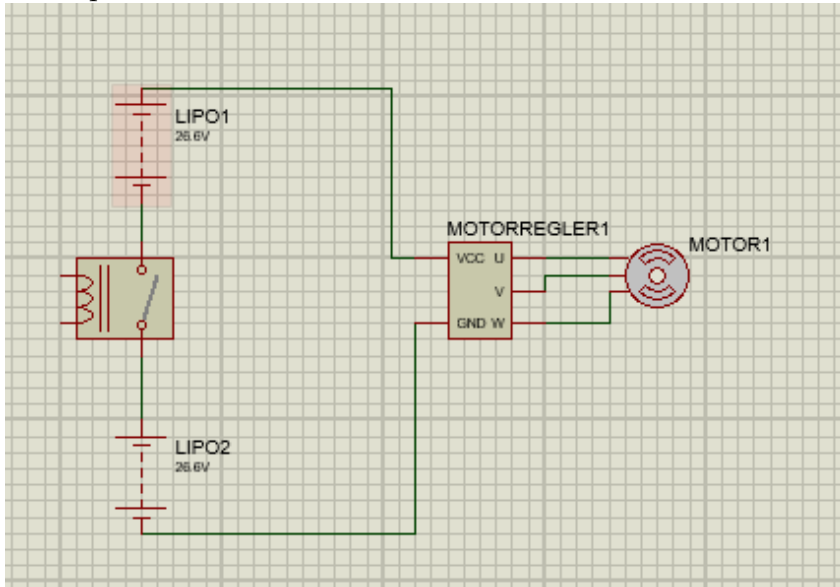 LIPO1
26.6V
MOTORREGLER1
MOTOR1
VCC U
V
GND W
LIPO2
26.6V